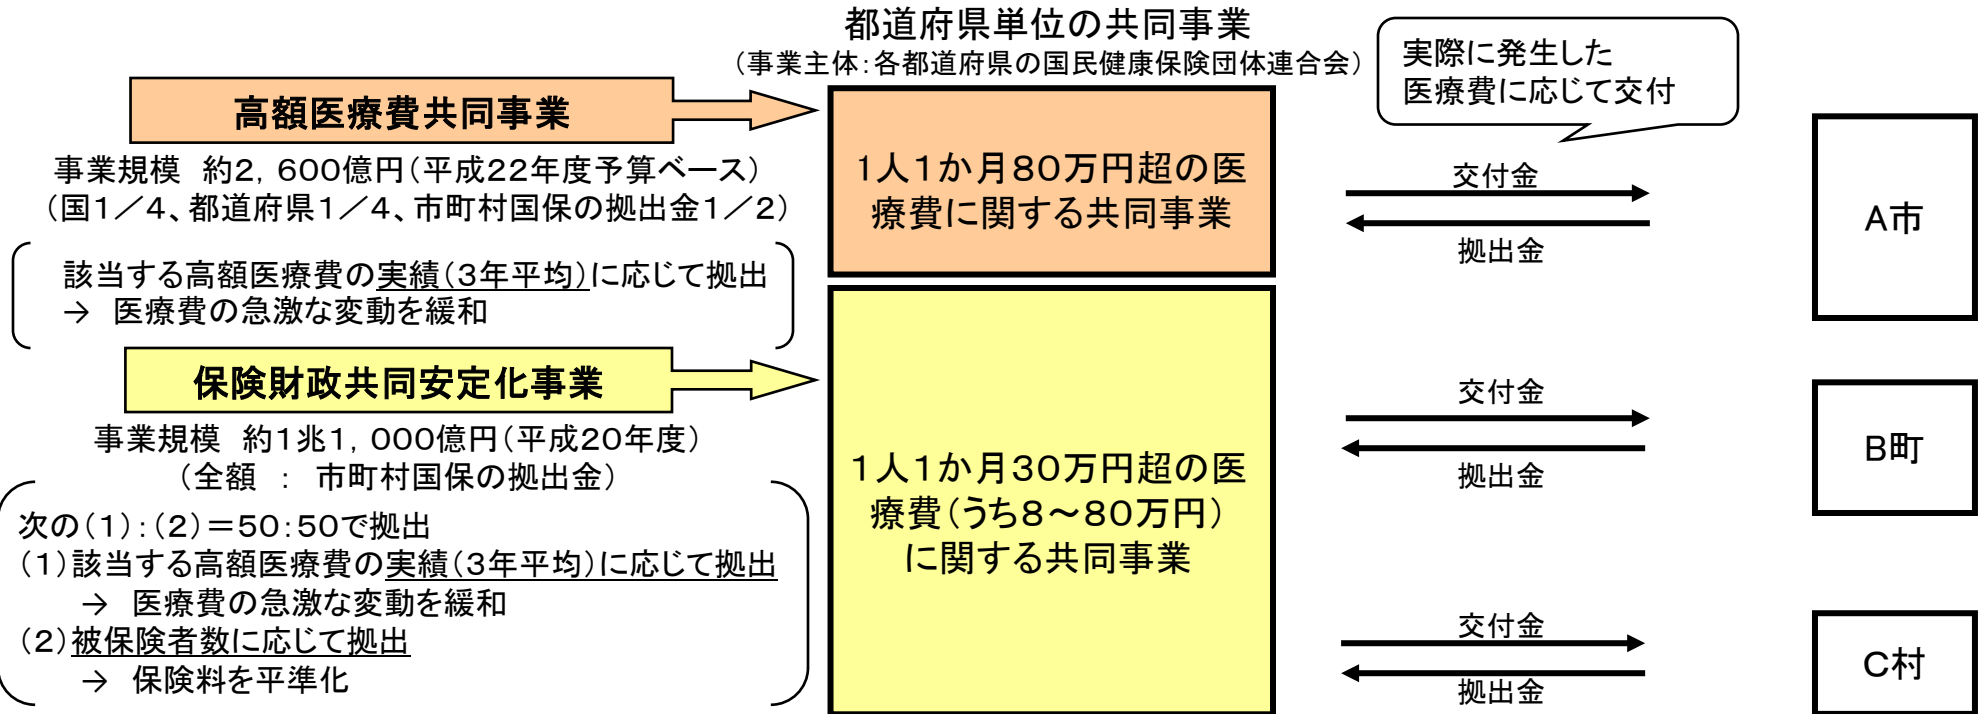 都道府県単位の共同事業
（事業主体：各都道府県の国民健康保険団体連合会）
実際に発生した
医療費に応じて交付
高額医療費共同事業
事業規模　約２，６００億円（平成２２年度予算ベース）
（国１／４、都道府県１／４、市町村国保の拠出金１／２）
該当する高額医療費の実績（３年平均）に応じて拠出
→　医療費の急激な変動を緩和
保険財政共同安定化事業
事業規模　約１兆１，０００億円（平成２０年度）
（全額　：　市町村国保の拠出金）
次の（１）：（２）＝５０：５０で拠出
（１）該当する高額医療費の実績（３年平均）に応じて拠出
→　医療費の急激な変動を緩和
（２）被保険者数に応じて拠出
→　保険料を平準化
１人１か月８０万円超の医
療費に関する共同事業
１人１か月３０万円超の医
療費（うち８～８０万円）
に関する共同事業
交付金
拠出金
Ａ市
交付金
拠出金
Ｂ町
交付金
拠出金
Ｃ村